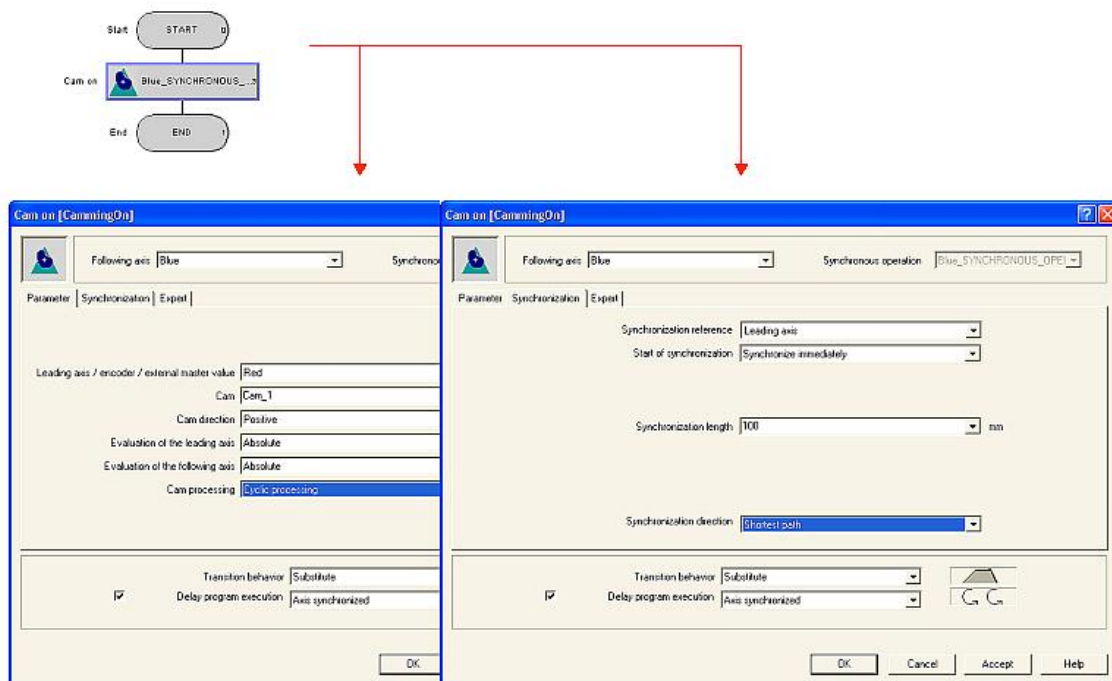 Start START 0
Cam on Blue_SYNCHRONOUS_...
End END 1
Cam on [CammingOn]
Following axis Blue Synchrono
Parameter Synchronization Expert
Leading axis / encoder / external master value Red
Cam Cam_1
Cam direction Positive
Evaluation of the leading axis Absolute
Evaluation of the following axis Absolute
Cam processing Cyclic processing
Transition behavior Substitute
Delay program execution Axis synchronized
OK
Cam on [CammingOn] ? X
Following axis Blue Synchronous operation Blue_SYNCHRONOUS_OPEI
Parameter Synchronization Expert
Synchronization reference Leading axis
Start of synchronization Synchronize immediately
Synchronization length 100 mm
Synchronization direction Shortest path
Transition behavior Substitute
Delay program execution Axis synchronized
OK Cancel Accept Help